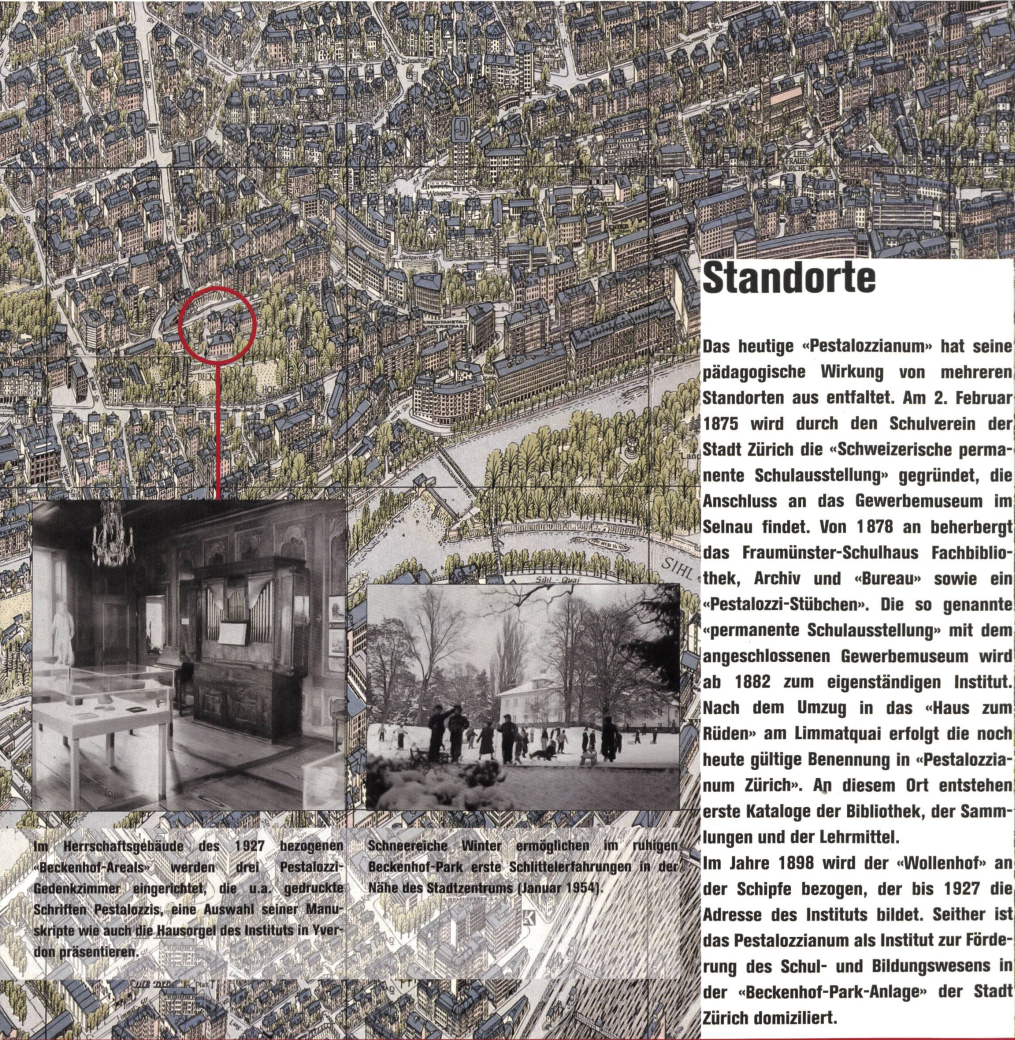 Standorte
Das heutige «Pestalozzianum» hat seine
pädagogische Wirkung von mehreren
Standorten aus entfaltet. Am 2. Februar
1875 wird durch den Schulverein der
Stadt Zürich die «Schweizerische perma-
nente Schulausstellung» gegründet, die
Anschluss an das Gewerbemuseum im
Selnau findet. Von 1878 an beherbergt
das Fraumünster-Schulhaus Fachbiblio-
thek, Archiv und «Bureau» sowie ein
«Pestalozzi-Stübchen». Die so genannte
«permanente Schulausstellung» mit dem
angeschlossenen Gewerbemuseum wird
ab 1882 zum eigenständigen Institut.
Nach dem Umzug in das «Haus zum
Rüden» am Limmatquai erfolgt die noch
heute gültige Benennung in «Pestalozzia-
num Zürich». An diesem Ort entstehen
erste Kataloge der Bibliothek, der Samm-
lungen und der Lehrmittel.
Im Jahre 1898 wird der «Wollenhof» an
der Schipfe bezogen, der bis 1927 die
Adresse des Instituts bildet. Seither ist
das Pestalozzianum als Institut zur Förde-
rung des Schul- und Bildungswesens in
der «Beckenhof-Park-Anlage» der Stadt
Zürich domiziliert.
SIHL
Sihl - Quai
Im Herrschaftsgebäude des 1927 bezogenen
«Beckenhof-Areals» werden drei Pestalozzi-
Gedenkzimmer eingerichtet, die u.a. gedruckte
Schriften Pestalozzis, eine Auswahl seiner Manu-
skripte wie auch die Hausorgel des Instituts in Yver-
don präsentieren.
Schneereiche Winter ermöglichen im ruhigen
Beckenhof-Park erste Schlittelerfahrungen in der
Nähe des Stadtzentrums (Januar 1954).
K